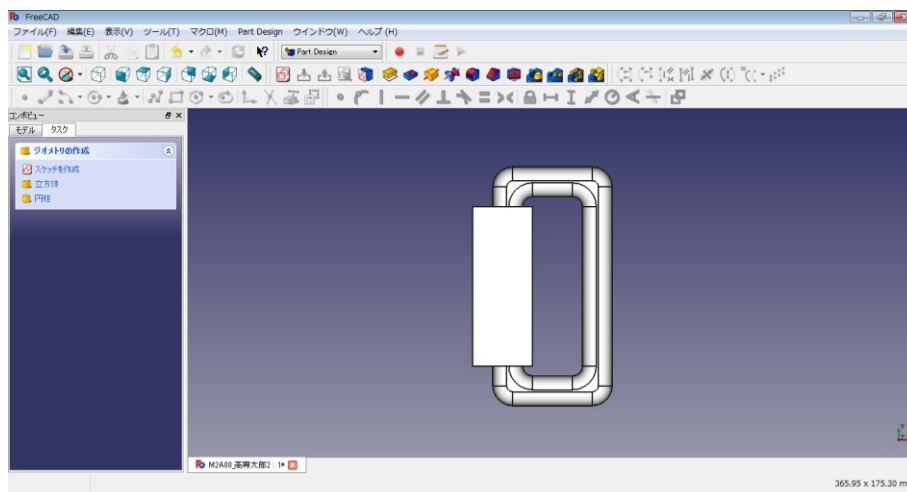 FreeCAD
ファイル(F) 編集(E) 表示(V) ツール(T) マクロ(M) Part Design ウインドウ(W) ヘルプ (H)
Part Design
コンボビュー
モデル タスク
ジオメトリの作成
スケッチを作成
立方体
円柱
M2A00_高専太郎2 : 1*
365.95 x 175.30 m